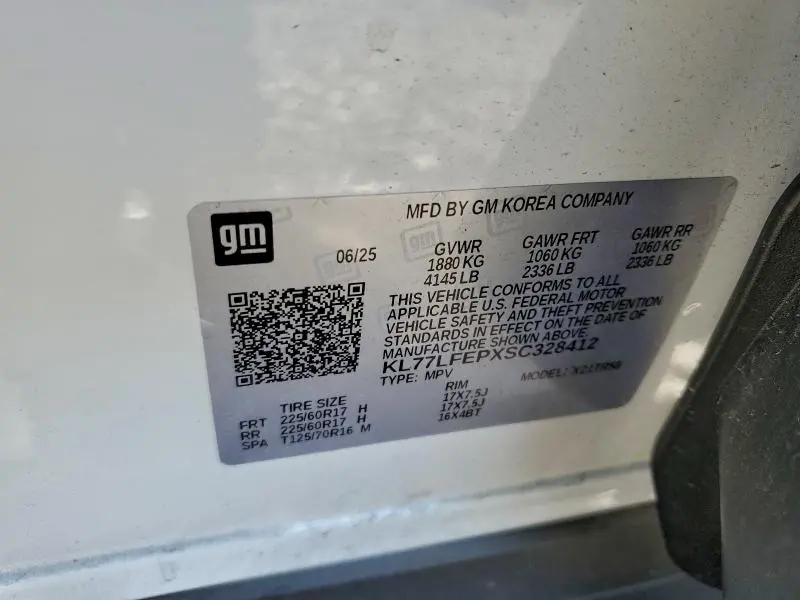 gm
MFD BY GM KOREA COMPANY
06/25
GVWR GAWR FRT GAWR RR
1880 KG 1060 KG 1060 KG
4145 LB 2336 LB 2336 LB
THIS VEHICLE CONFORMS TO ALL
APPLICABLE U.S. FEDERAL MOTOR
VEHICLE SAFETY AND THEFT PREVENTION
STANDARDS IN EFFECT ON THE DATE OF
MANUFACTURE SHOWN ABOVE.
KL77LFEPXSC328412
TYPE: MPV MODEL:
TIRE SIZE RIM
FRT 225/60R17 H 17X7.5J
RR 225/60R17 H 17X7.5J
SPA T125/70R16 M 16X4BT